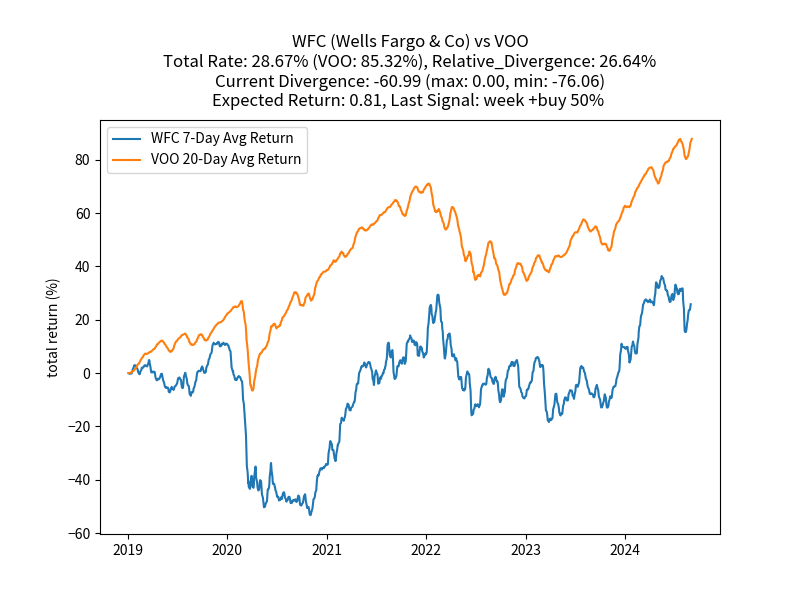 WFC (Wells Fargo & Co) vs VOO
Total Rate: 28.67% (VOO: 85.32%), Relative_Divergence: 26.64%
Current Divergence: -60.99 (max: 0.00, min: -76.06)
Expected Return: 0.81, Last Signal: week +buy 50%
WFC 7-Day Avg Return
VOO 20-Day Avg Return
total return (%)
80
60
40
20
0
−20
−40
−60
2019 2020 2021 2022 2023 2024